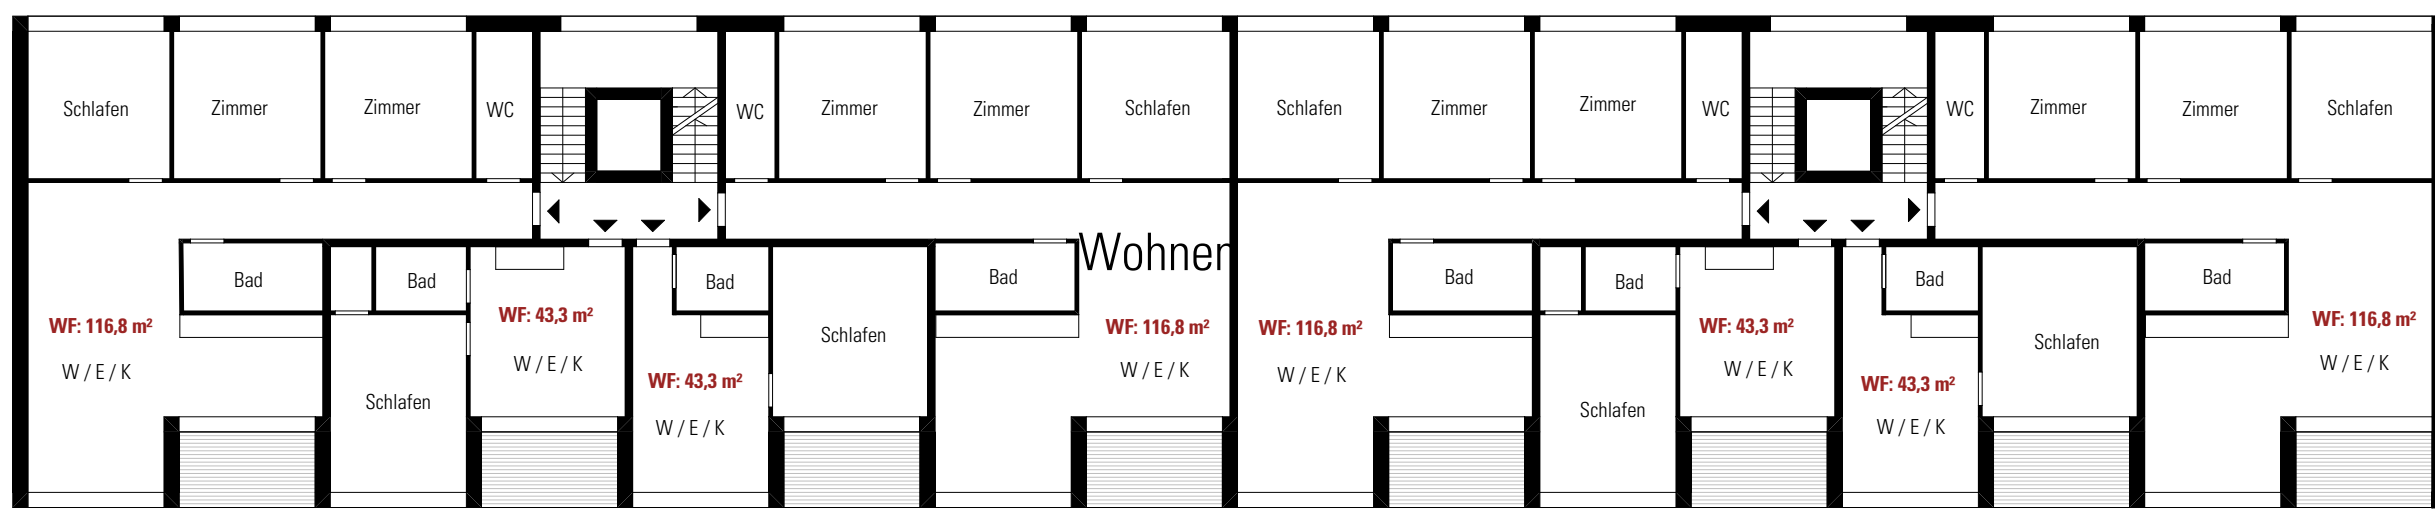 Schlafen
Zimmer
Zimmer
WC
WC
Zimmer
Zimmer
Schlafen
Schlafen
Zimmer
Zimmer
WC
WC
Zimmer
Zimmer
Schlafen
Wohnen
Bad
Bad
Bad
Bad
Bad
Bad
Bad
Bad
WF: 116,8 m²
W / E / K
WF: 43,3 m²
W / E / K
Schlafen
WF: 43,3 m²
W / E / K
Schlafen
WF: 116,8 m²
W / E / K
WF: 116,8 m²
W / E / K
Schlafen
WF: 43,3 m²
W / E / K
WF: 43,3 m²
W / E / K
Schlafen
WF: 116,8 m²
W / E / K